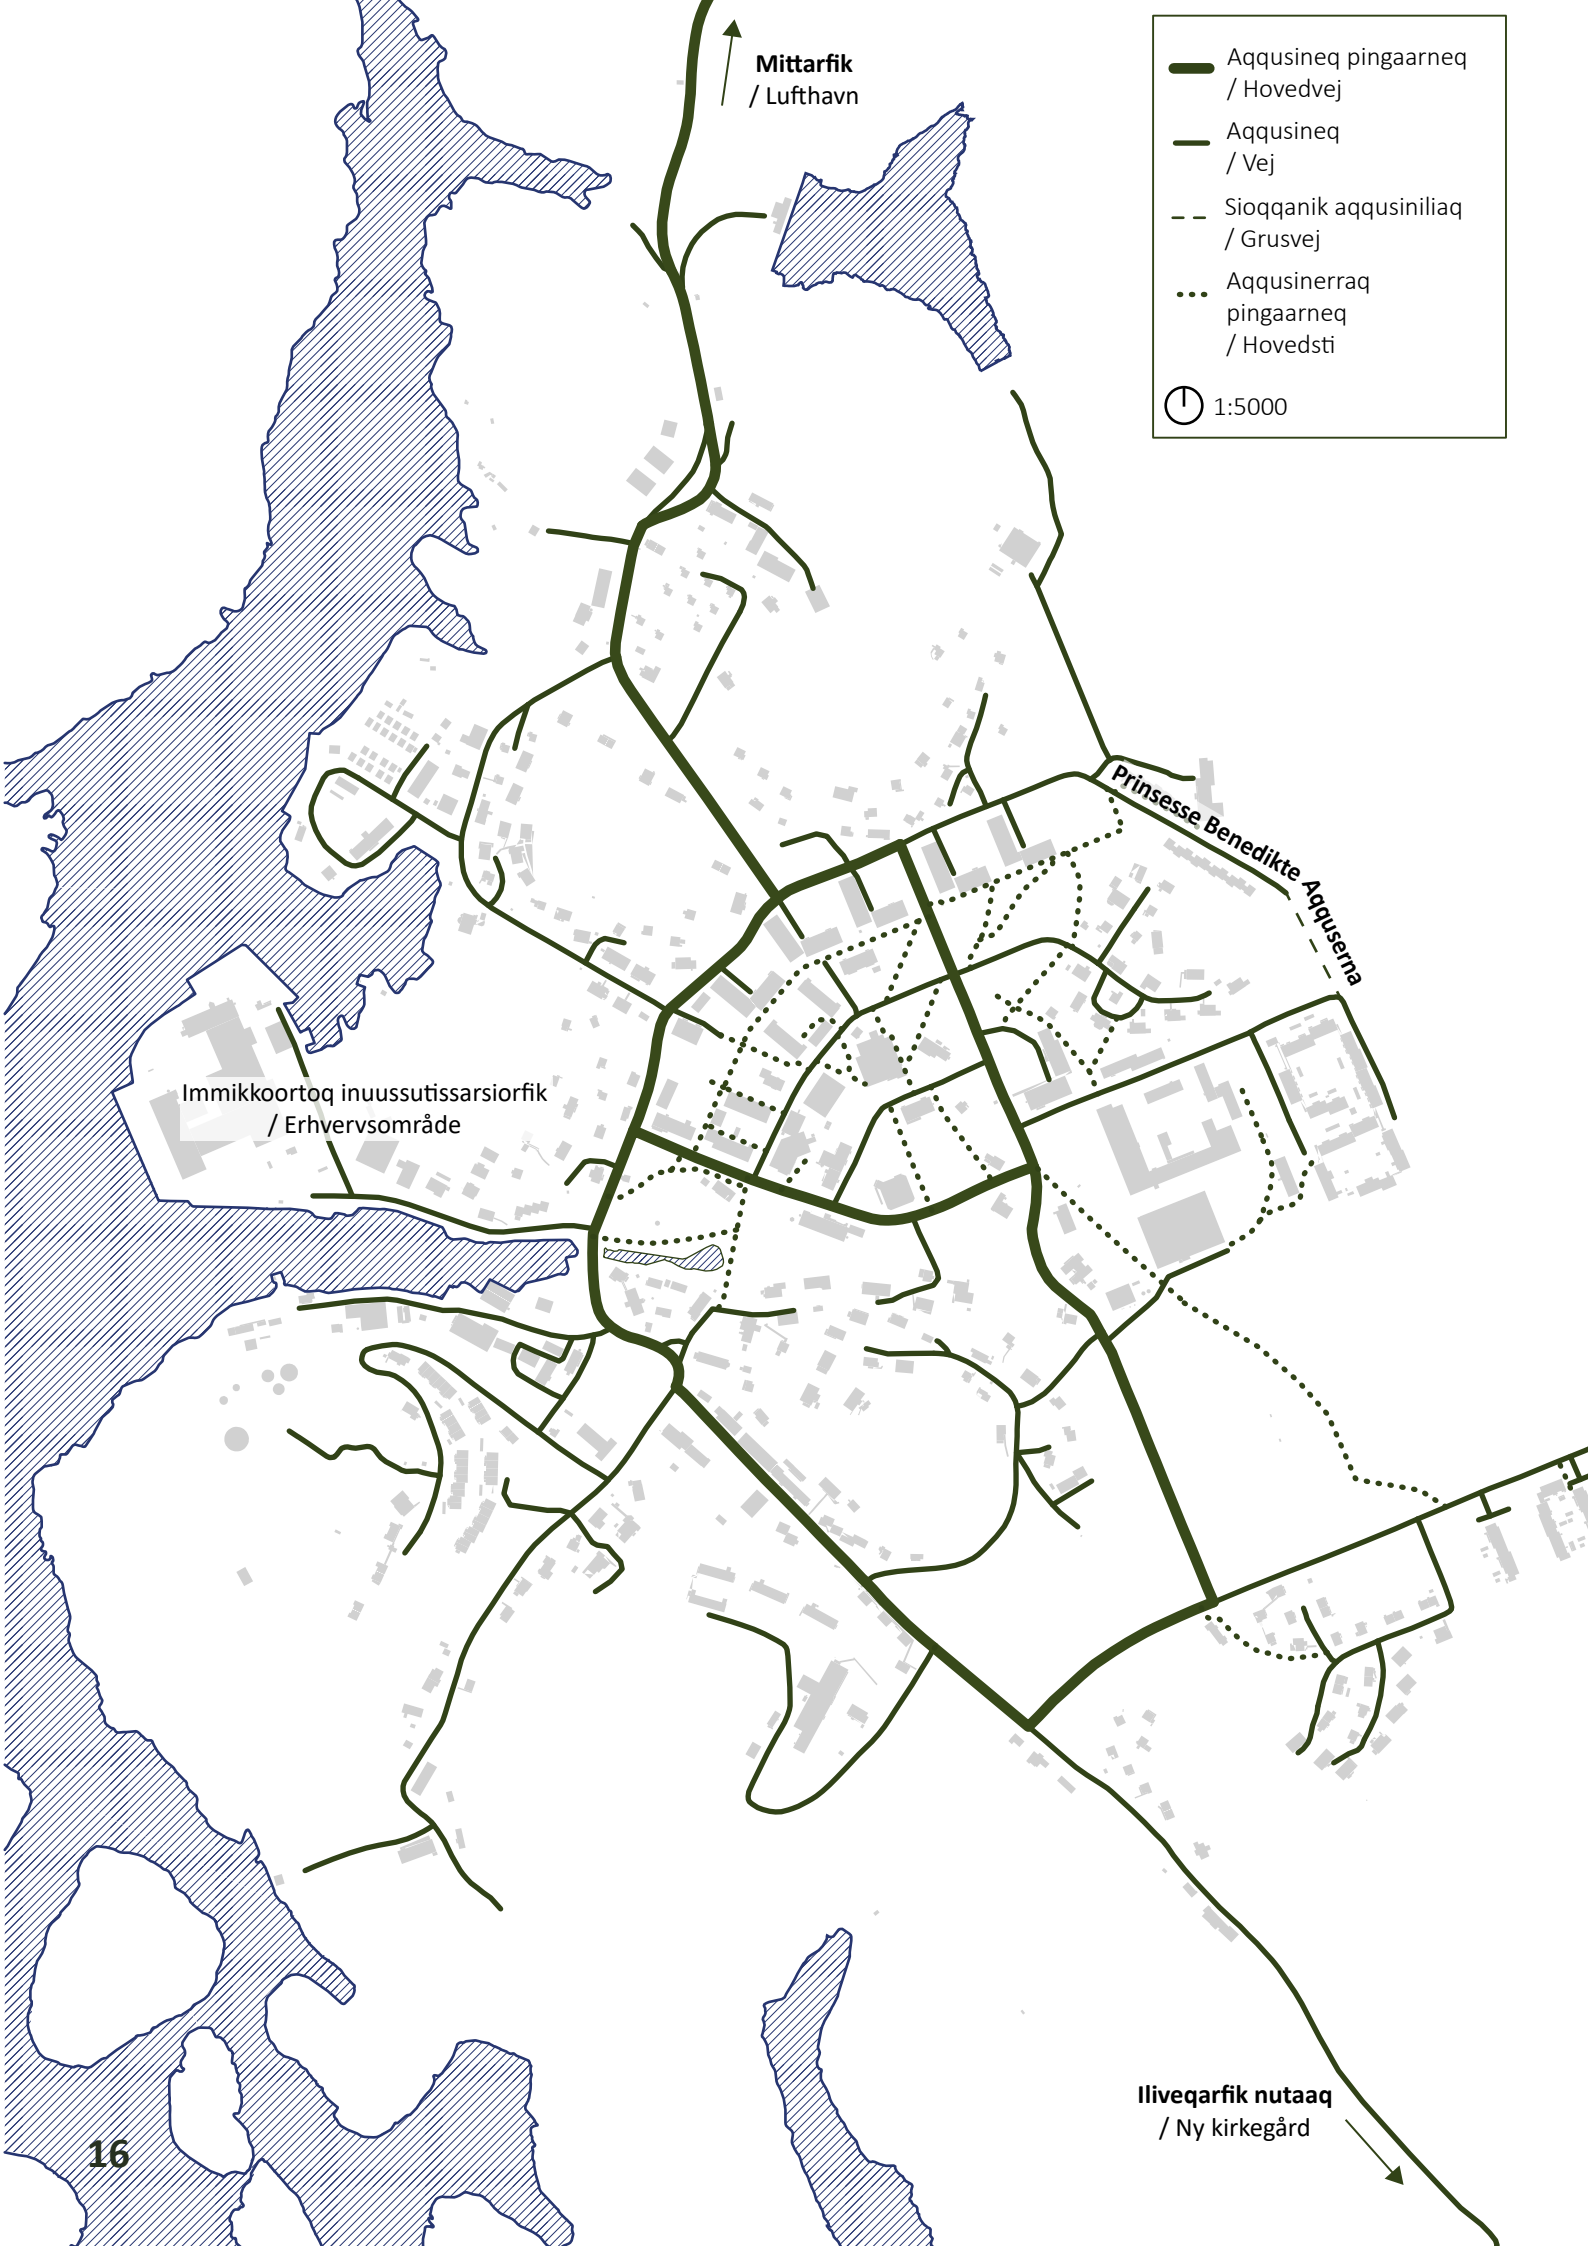 Mittarfik
/ Lufthavn
Aqqusineq pingaarneq
/ Hovedvej
Aqqusineq
/ Vej
Sioqqanik aqqusiniliaq
/ Grusvej
Aqqusinerraq
pingaarneq
/ Hovedsti
1:5000
Prinsesse Benedikte Aqquserna
Immikkoortoq inuussutissarsiorfik
/ Erhvervsområde
Iliveqarfik nutaaq
/ Ny kirkegård
16